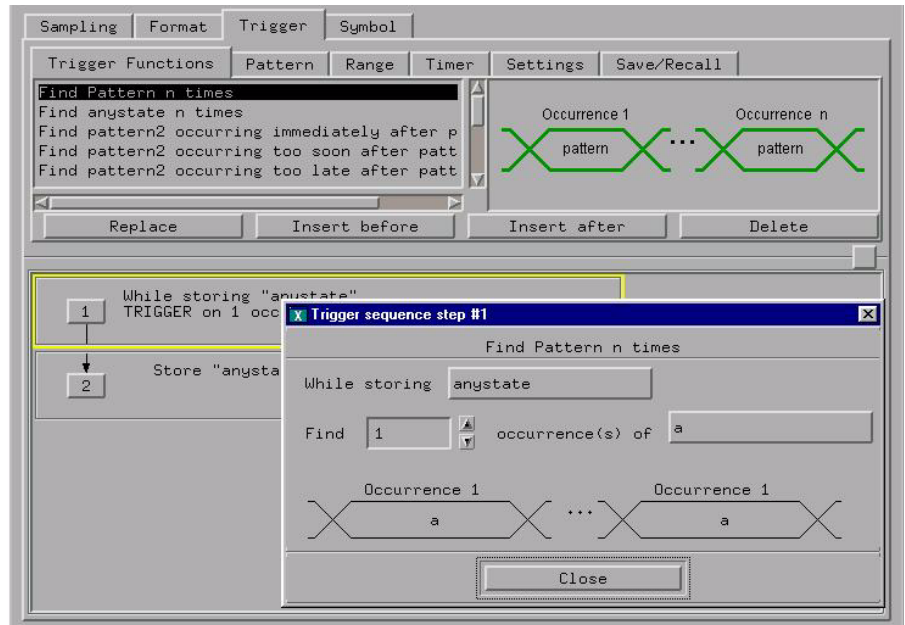 Sampling Format Trigger Symbol
Trigger Functions Pattern Range Timer Settings Save/Recall
Find Pattern n times
Find anystate n times
Find pattern2 occurring immediately after p
Find pattern2 occurring too soon after patt
Find pattern2 occurring too late after patt
Occurrence 1 Occurrence n
pattern ... pattern
Replace Insert before Insert after Delete
While storing "anystate"
1 TRIGGER on 1 occ
2 Store "anysta
X Trigger sequence step #1
Find Pattern n times
While storing anystate
Find 1 occurrence(s) of a
Occurrence 1 Occurrence 1
a ... a
Close